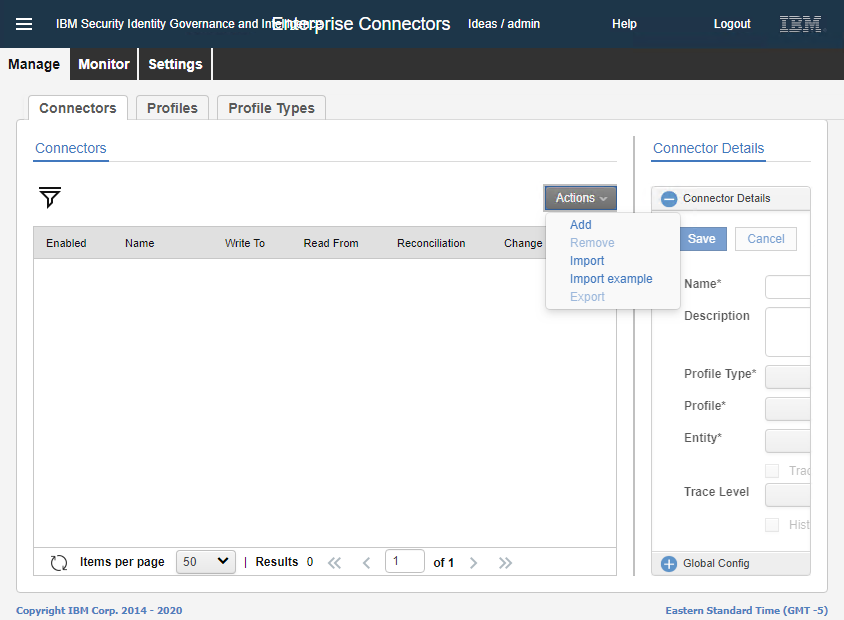 IBM Security Identity Governance and Intelligence
Enterprise Connectors
Ideas / admin
Help
Logout
IBM
Manage
Monitor
Settings
Connectors
Profiles
Profile Types
Connectors
Actions
Add
Remove
Import
Import example
Export
Enabled
Name
Write To
Read From
Reconciliation
Change
Items per page
50
|
Results 0
1
of 1
Connector Details
Connector Details
Save
Cancel
Name*
Description
Profile Type*
Profile*
Entity*
Trac
Trace Level
Hist
Global Config
Copyright IBM Corp. 2014 - 2020
Eastern Standard Time (GMT -5)